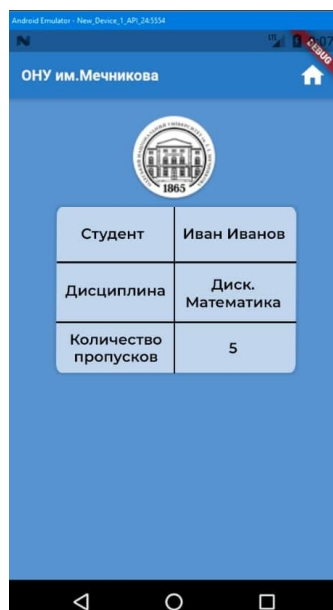 Android Emulator - New_Device_1_API_24:5554
DEBUG
ОНУ им.Мечникова
1865
Студент
Иван Иванов
Дисциплина
Диск.
Математика
Количество
пропусков
5